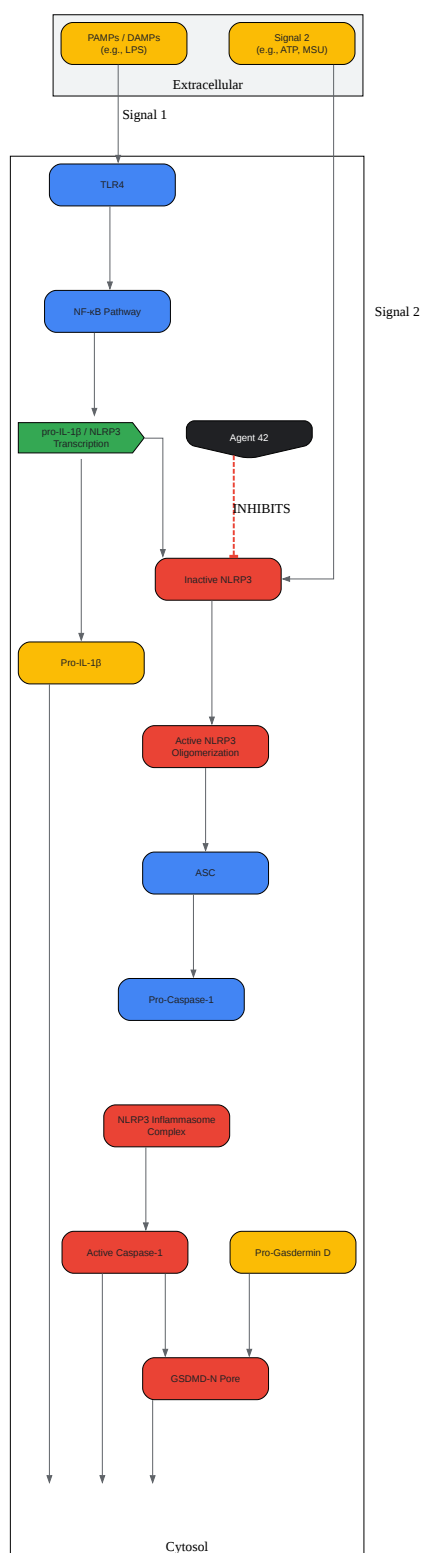 PAMPs / DAMPs
(e.g., LPS)
Signal 2
(e.g., ATP, MSU)
Extracellular
Signal 1
TLR4
NF-κB Pathway
Signal 2
pro-IL-1β / NLRP3
Transcription
Agent 42
INHIBITS
Inactive NLRP3
Pro-IL-1β
Active NLRP3
Oligomerization
ASC
Pro-Caspase-1
NLRP3 Inflammasome
Complex
Active Caspase-1
Pro-Gasdermin D
GSDMD-N Pore
Cytosol